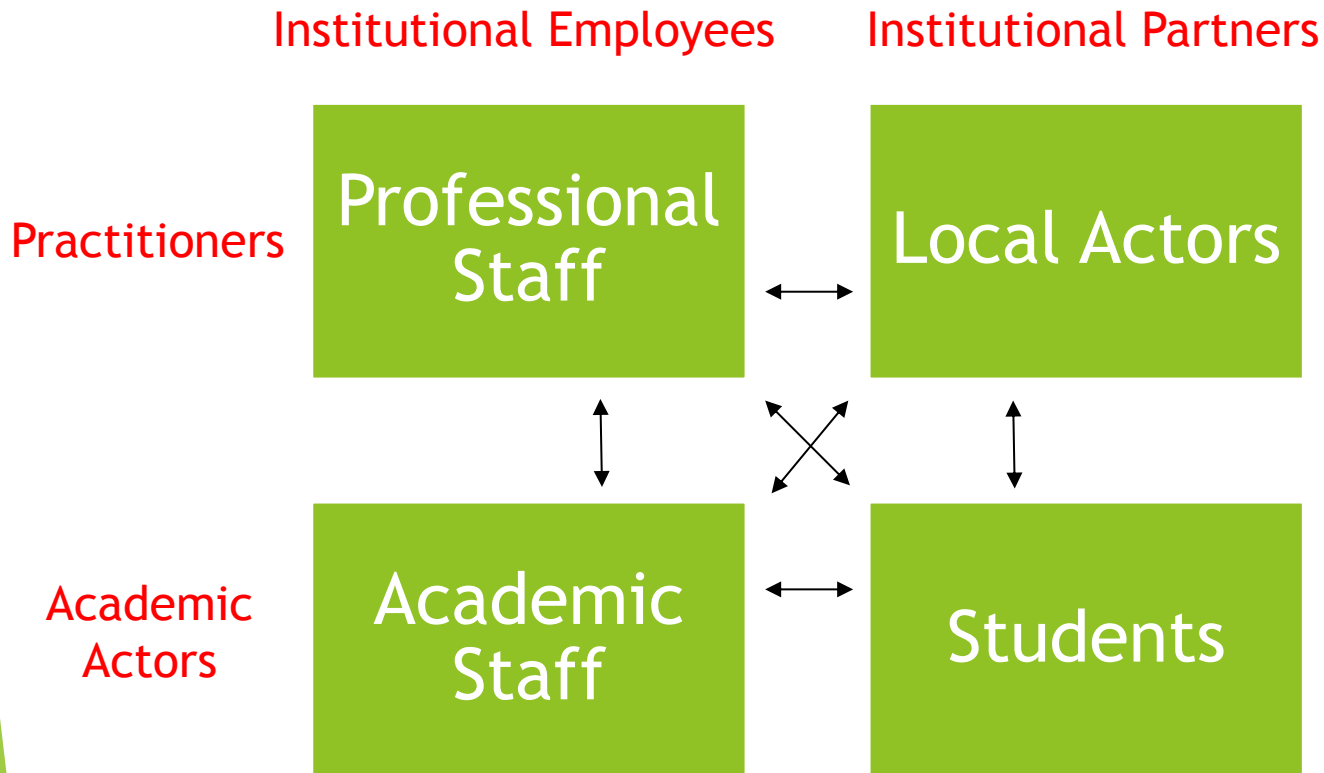 Institutional Employees
Institutional Partners
Practitioners
Professional
Staff
Local Actors
Academic
Actors
Academic
Staff
Students